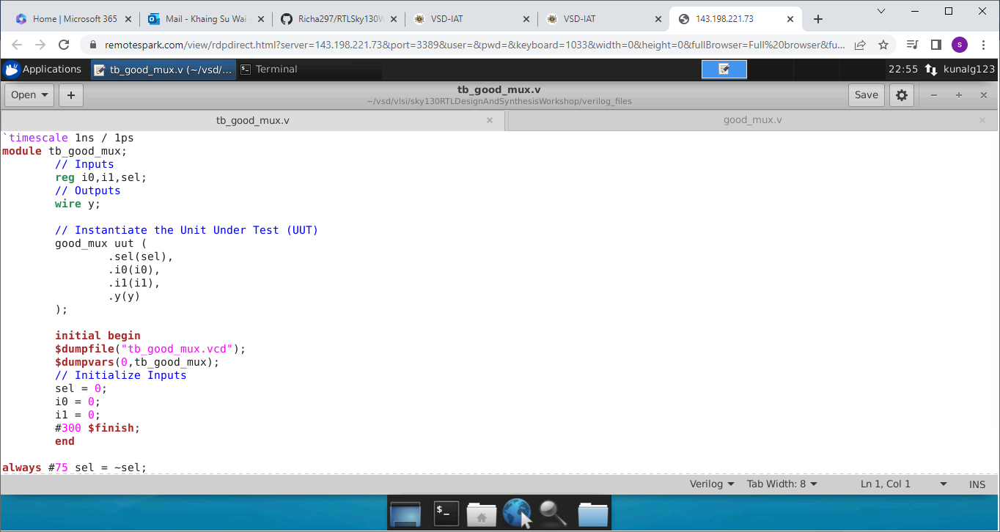 Home | Microsoft 365
Mail - Khaing Su Wai -
Richa297/RTLSky130W
VSD-IAT
VSD-IAT
143.198.221.73
remotespark.com/view/rdpdirect.html?server=143.198.221.73&port=3389&user=&pwd=&keyboard=1033&width=0&height=0&fullBrowser=Full%20browser&fu...
s
Applications
tb_good_mux.v (~/vsd/...
Terminal
22:55
kunalg123
Open
+
tb_good_mux.v
~/vsd/vlsi/sky130RTLDesignAndSynthesisWorkshop/verilog_files
Save
tb_good_mux.v
good_mux.v
`timescale 1ns / 1ps
module tb_good_mux;
// Inputs
reg i0,i1,sel;
// Outputs
wire y;
// Instantiate the Unit Under Test (UUT)
good_mux uut (
.sel(sel),
.i0(i0),
.i1(i1),
.y(y)
);
initial begin
$dumpfile("tb_good_mux.vcd");
$dumpvars(0,tb_good_mux);
// Initialize Inputs
sel = 0;
i0 = 0;
i1 = 0;
#300 $finish;
end
always #75 sel = ~sel;
Verilog
Tab Width: 8
Ln 1, Col 1
INS